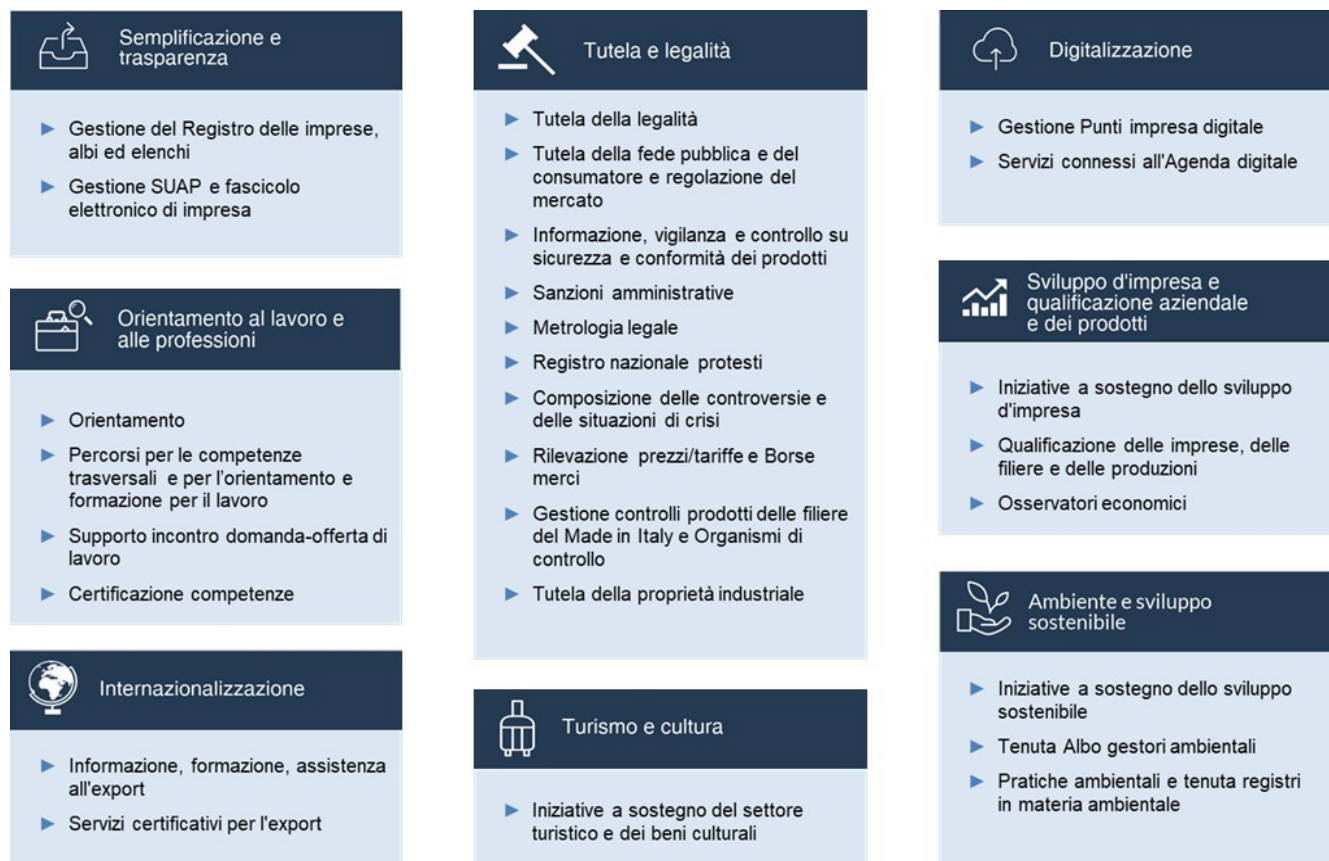 Semplificazione e
trasparenza
► Gestione del Registro delle imprese,
albi ed elenchi
► Gestione SUAP e fascicolo
elettronico di impresa
Orientamento al lavoro e
alle professioni
► Orientamento
► Percorsi per le competenze
trasversali e per l’orientamento e
formazione per il lavoro
► Supporto incontro domanda-offerta di
lavoro
► Certificazione competenze
Internazionalizzazione
► Informazione, formazione, assistenza
all'export
► Servizi certificativi per l'export
Tutela e legalità
► Tutela della legalità
► Tutela della fede pubblica e del
consumatore e regolazione del
mercato
► Informazione, vigilanza e controllo su
sicurezza e conformità dei prodotti
► Sanzioni amministrative
► Metrologia legale
► Registro nazionale protesti
► Composizione delle controversie e
delle situazioni di crisi
► Rilevazione prezzi/tariffe e Borse
merci
► Gestione controlli prodotti delle filiere
del Made in Italy e Organismi di
controllo
► Tutela della proprietà industriale
Turismo e cultura
► Iniziative a sostegno del settore
turistico e dei beni culturali
Digitalizzazione
► Gestione Punti impresa digitale
► Servizi connessi all'Agenda digitale
Sviluppo d'impresa e
qualificazione aziendale
e dei prodotti
► Iniziative a sostegno dello sviluppo
d'impresa
► Qualificazione delle imprese, delle
filiere e delle produzioni
► Osservatori economici
Ambiente e sviluppo
sostenibile
► Iniziative a sostegno dello sviluppo
sostenibile
► Tenuta Albo gestori ambientali
► Pratiche ambientali e tenuta registri
in materia ambientale